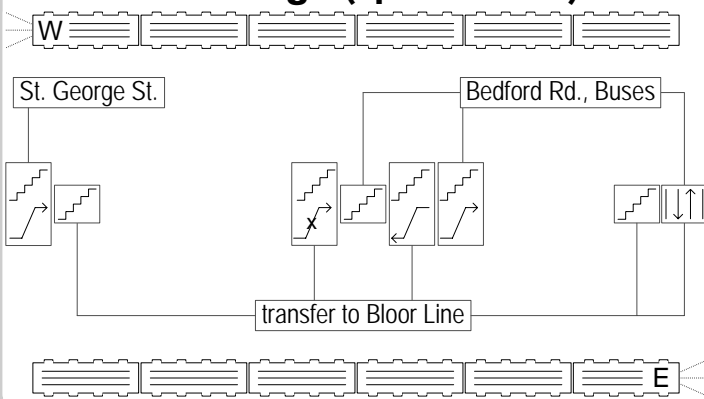 W
St. George St.
Bedford Rd., Buses
x
transfer to Bloor Line
E